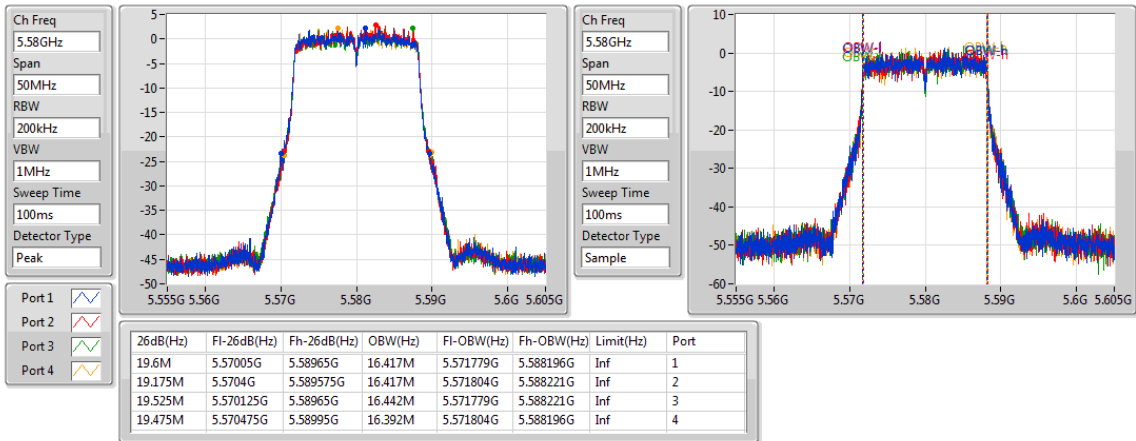 Ch Freq
5.58GHz
Span
50MHz
RBW
200kHz
VBW
1MHz
Sweep Time
100ms
Detector Type
Peak
5
0
-5
-10
-15
-20
-25
-30
-35
-40
-45
-50
5.555G 5.56G 5.57G 5.58G 5.59G 5.6G 5.605G
Ch Freq
5.58GHz
Span
50MHz
RBW
200kHz
VBW
1MHz
Sweep Time
100ms
Detector Type
Sample
10
0
-10
-20
-30
-40
-50
-60
OBW-l OBW-h
5.555G 5.56G 5.57G 5.58G 5.59G 5.6G 5.605G
Port 1
Port 2
Port 3
Port 4
26dB(Hz) Fl-26dB(Hz) Fh-26dB(Hz) OBW(Hz) Fl-OBW(Hz) Fh-OBW(Hz) Limit(Hz) Port
19.6M 5.57005G 5.58965G 16.417M 5.571779G 5.588196G Inf 1
19.175M 5.5704G 5.589575G 16.417M 5.571804G 5.588221G Inf 2
19.525M 5.570125G 5.58965G 16.442M 5.571779G 5.588221G Inf 3
19.475M 5.570475G 5.58995G 16.392M 5.571804G 5.588196G Inf 4